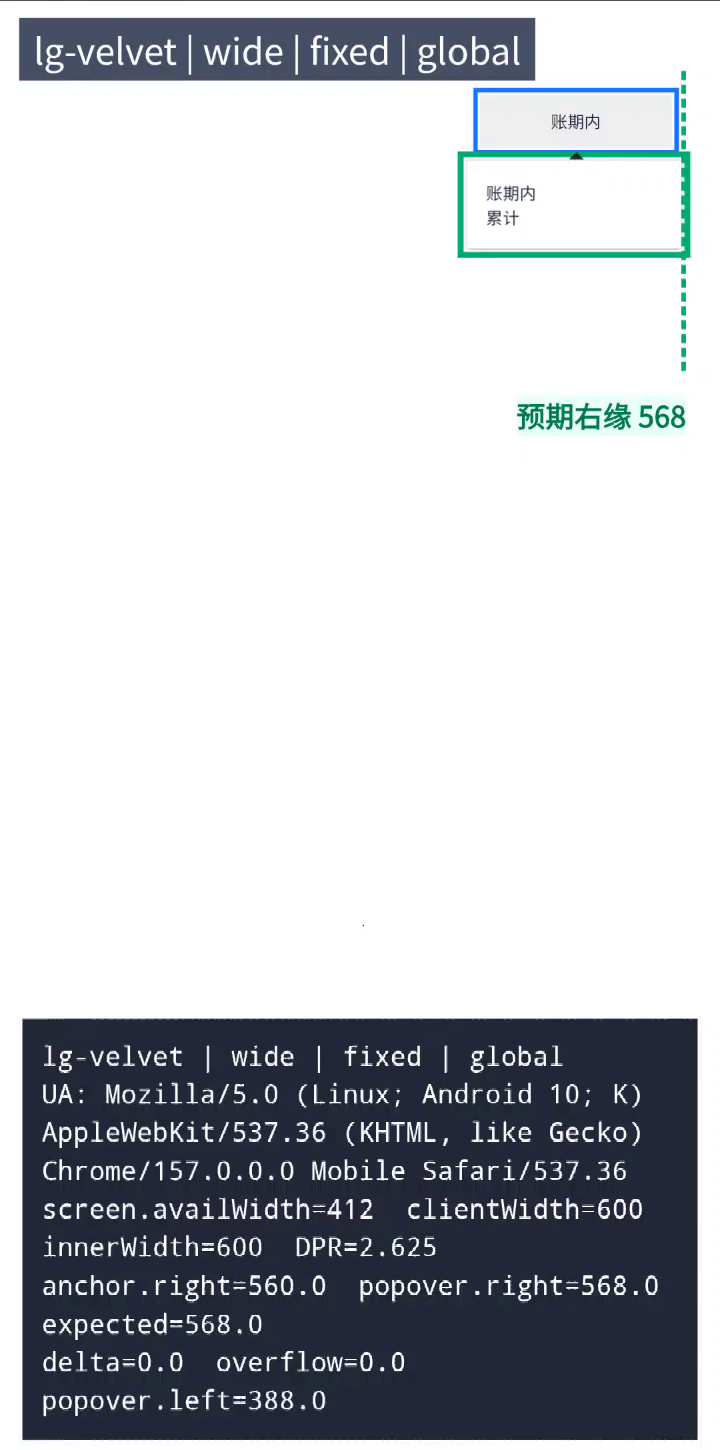 lg-velvet | wide | fixed | global
账期内
账期内
累计
预期右缘 568
lg-velvet | wide | fixed | global
UA: Mozilla/5.0 (Linux; Android 10; K)
AppleWebKit/537.36 (KHTML, like Gecko)
Chrome/157.0.0.0 Mobile Safari/537.36
screen.availWidth=412  clientWidth=600
innerWidth=600  DPR=2.625
anchor.right=560.0  popover.right=568.0
expected=568.0
delta=0.0  overflow=0.0
popover.left=388.0